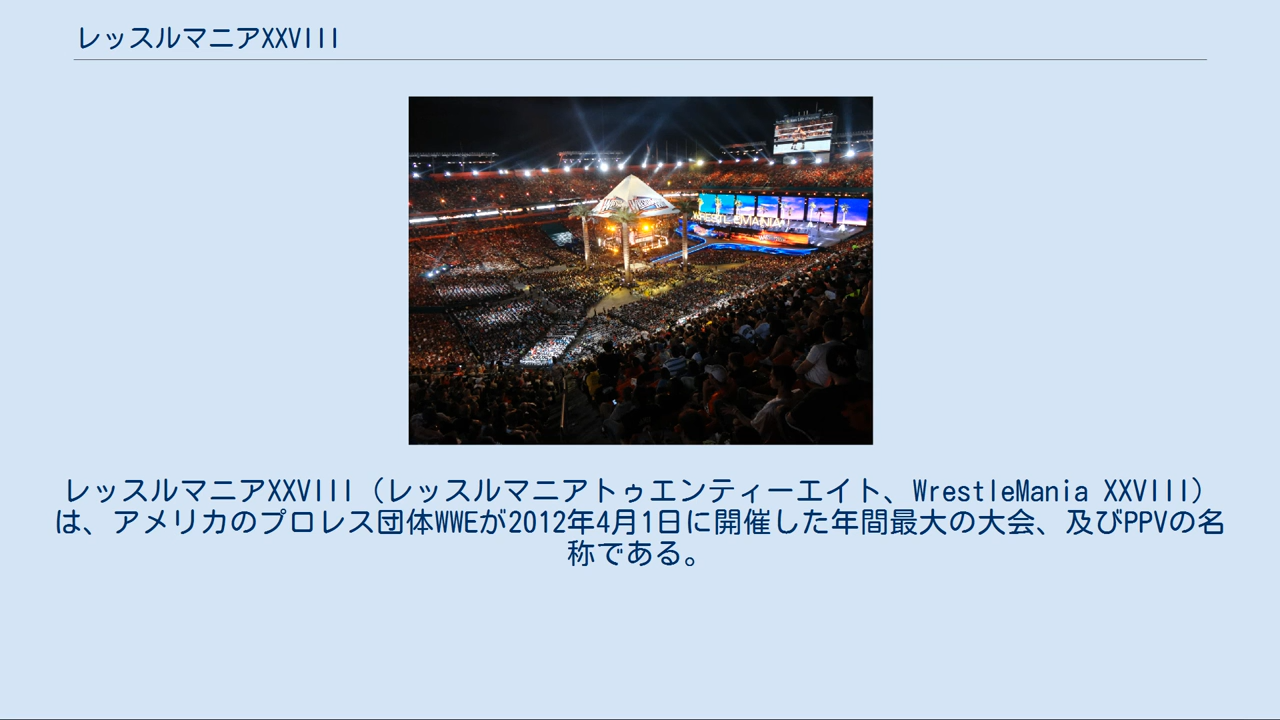 レッスルマニアXXVIII
WRESTLEMANIA
レッスルマニアXXVIII（レッスルマニアトゥエンティーエイト、WrestleMania XXVIII）
は、アメリカのプロレス団体WWEが2012年4月1日に開催した年間最大の大会、及びPPVの名
称である。